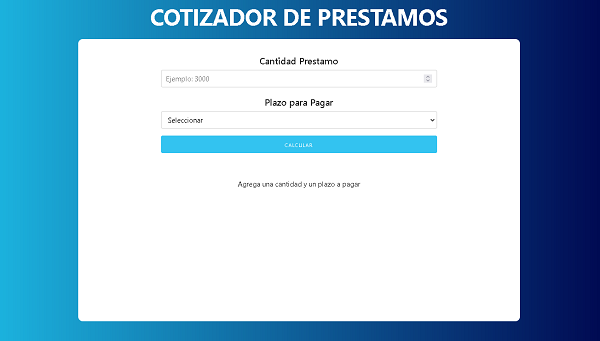 COTIZADOR DE PRESTAMOS
Cantidad Prestamo
Ejemplo: 3000
Plazo para Pagar
Seleccionar
CALCULAR
Agrega una cantidad y un plazo a pagar